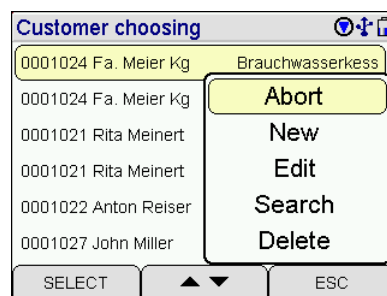 Customer choosing
0001024 Fa. Meier Kg Brauchwasserkess
0001024 Fa. Meier Kg
0001021 Rita Meinert
0001021 Rita Meinert
0001022 Anton Reiser
0001027 John Miller
Abort
New
Edit
Search
Delete
SELECT ESC